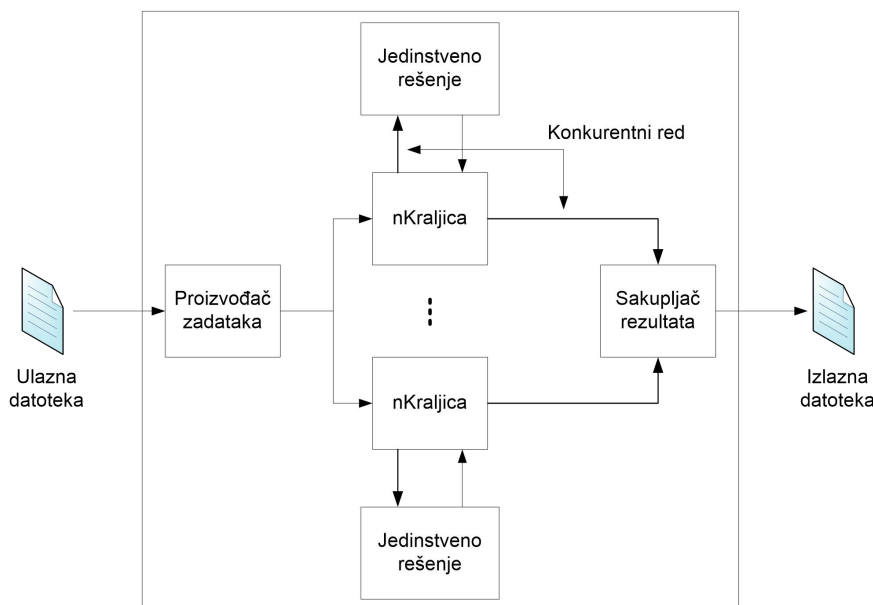 Jedinstveno
rešenje
Konkurentni red
nKraljica
Proizvođač
zadataka
Sakupljač
rezultata
Ulazna
datoteka
nKraljica
Izlazna
datoteka
Jedinstveno
rešenje